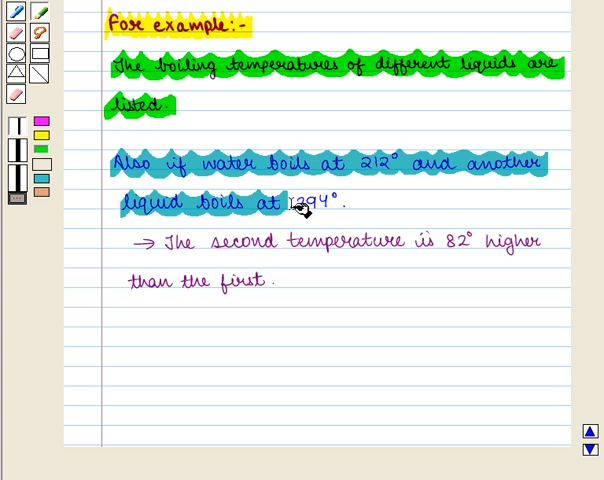 For example:-
The boiling temperatures of different liquids are
listed.
Also if water boils at 212° and another
liquid boils at 294°.
→ The second temperature is 82° higher
than the first.